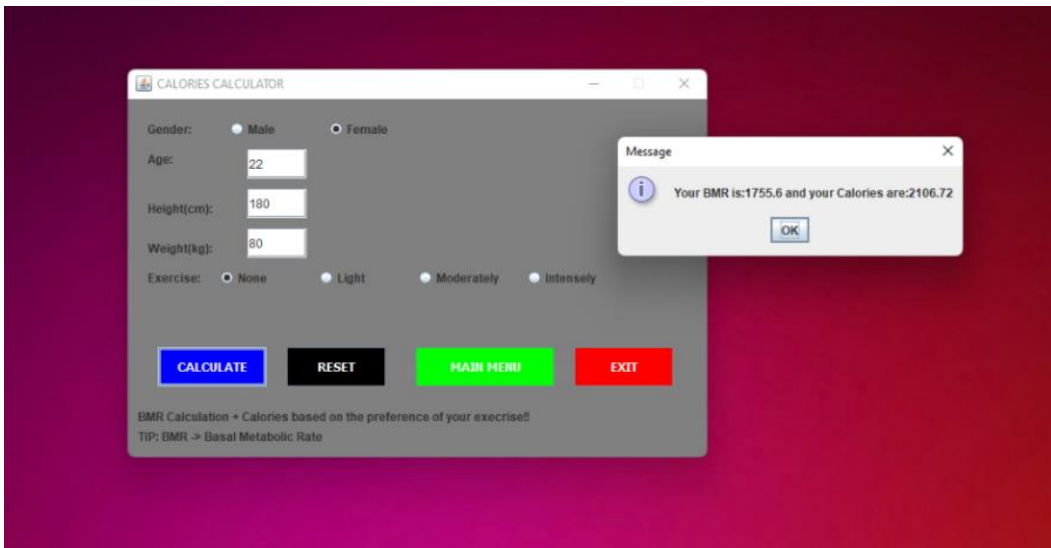 CALORIES CALCULATOR
Gender: Male Female
Age: 22
Height(cm): 180
Weight(kg): 80
Exercise: None Light Moderately Intensely
CALCULATE RESET MAIN MENU EXIT
BMR Calculation + Calories based on the preference of your execrise!!
TIP: BMR -> Basal Metabolic Rate
Message
Your BMR is:1755.6 and your Calories are:2106.72
OK